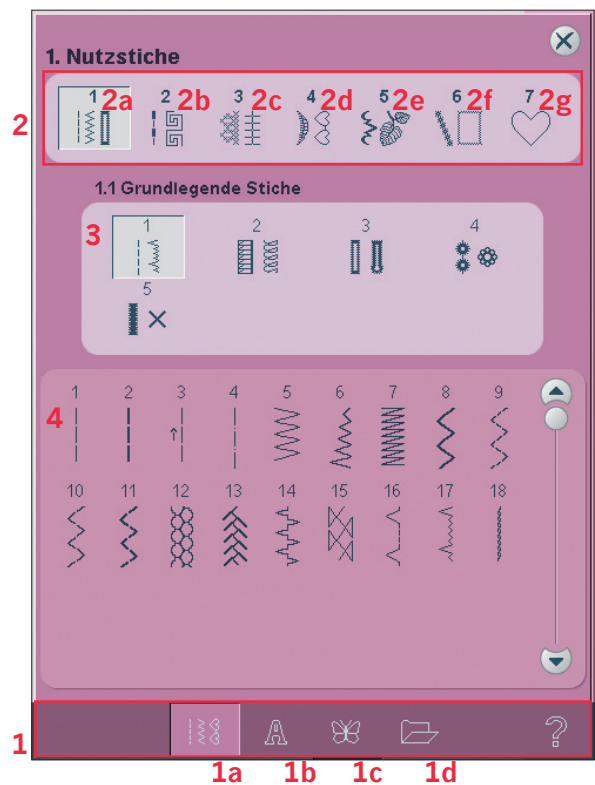 1. Nutzstiche
2
1 2a 2 2b 3 2c 4 2d 5 2e 6 2f 7 2g
1.1 Grundlegende Stiche
3
1 2 3 4
5
1 2 3 4 5 6 7 8 9
4
10 11 12 13 14 15 16 17 18
1
A ?
1a 1b 1c 1d